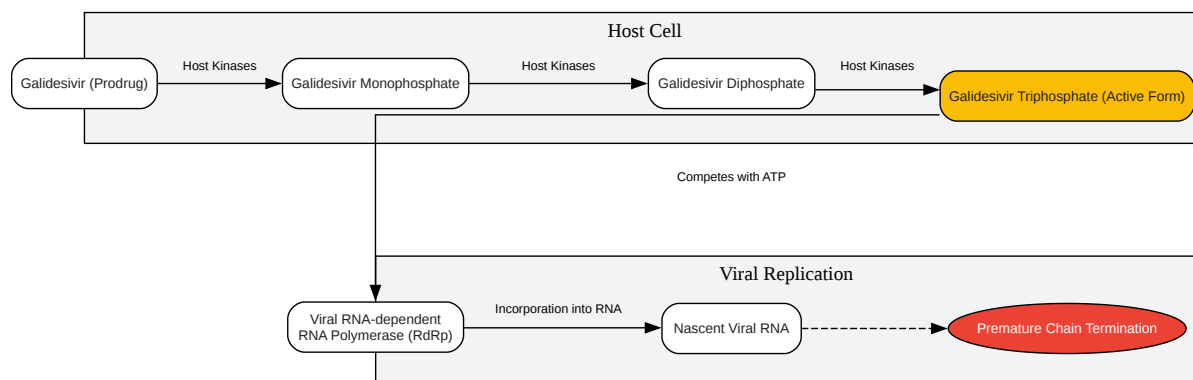 Host Cell
Galidesivir (Prodrug)
Host Kinases
Galidesivir Monophosphate
Host Kinases
Galidesivir Diphosphate
Host Kinases
Galidesivir Triphosphate (Active Form)
Competes with ATP
Viral Replication
Viral RNA-dependent
RNA Polymerase (RdRp)
Incorporation into RNA
Nascent Viral RNA
Premature Chain Termination